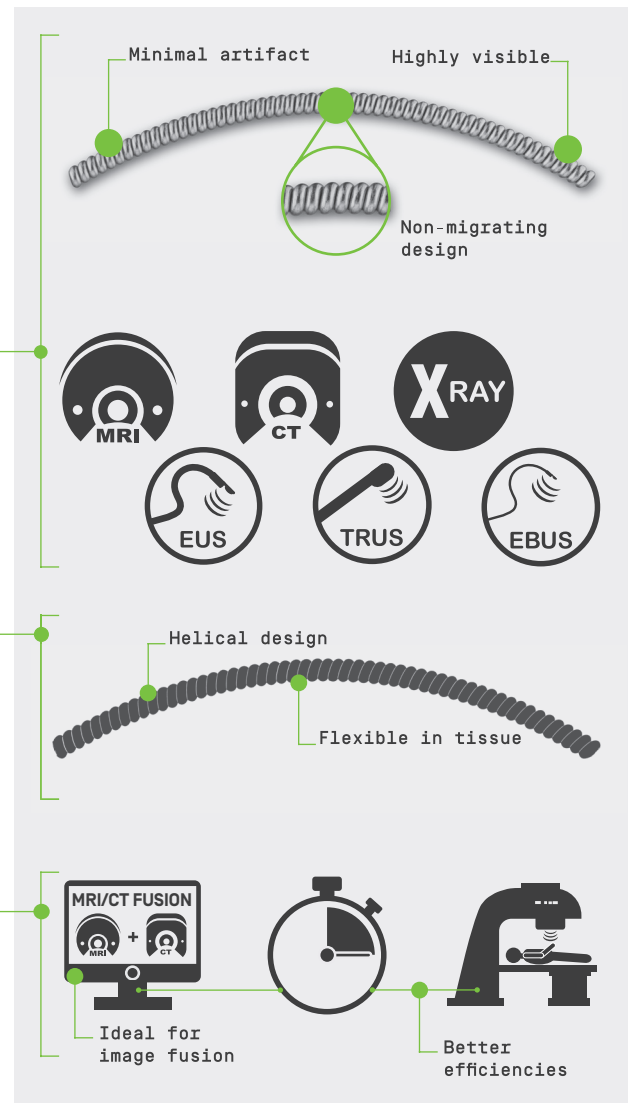 Minimal artifact
Highly visible
Non-migrating
design
MRI
CT
XRAY
EUS
TRUS
EBUS
Helical design
Flexible in tissue
MRI/CT FUSION
MRI + CT
Ideal for
image fusion
Better
efficiencies